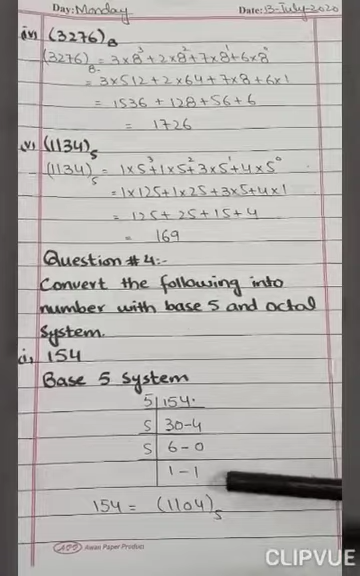 Day: Monday Date: 13-July-2020
iv, (3276)8
(3276)8 = 3×8³+2×8²+7×8¹+6×8⁰
= 3×512+2×64+7×8+6×1
= 1536+128+56+6
= 1726
v, (1134)5
(1134)5 = 1×5³+1×5²+3×5¹+4×5⁰
= 1×125+1×25+3×5+4×1
= 125+25+15+4
= 169
Question # 4:-
Convert the following into
number with base 5 and octal
System.
i, 154
Base 5 System
5 | 154.
5 | 30-4
5 | 6-0
1-1
154 = (1104)5
Awan Paper Product
CLIPVUE